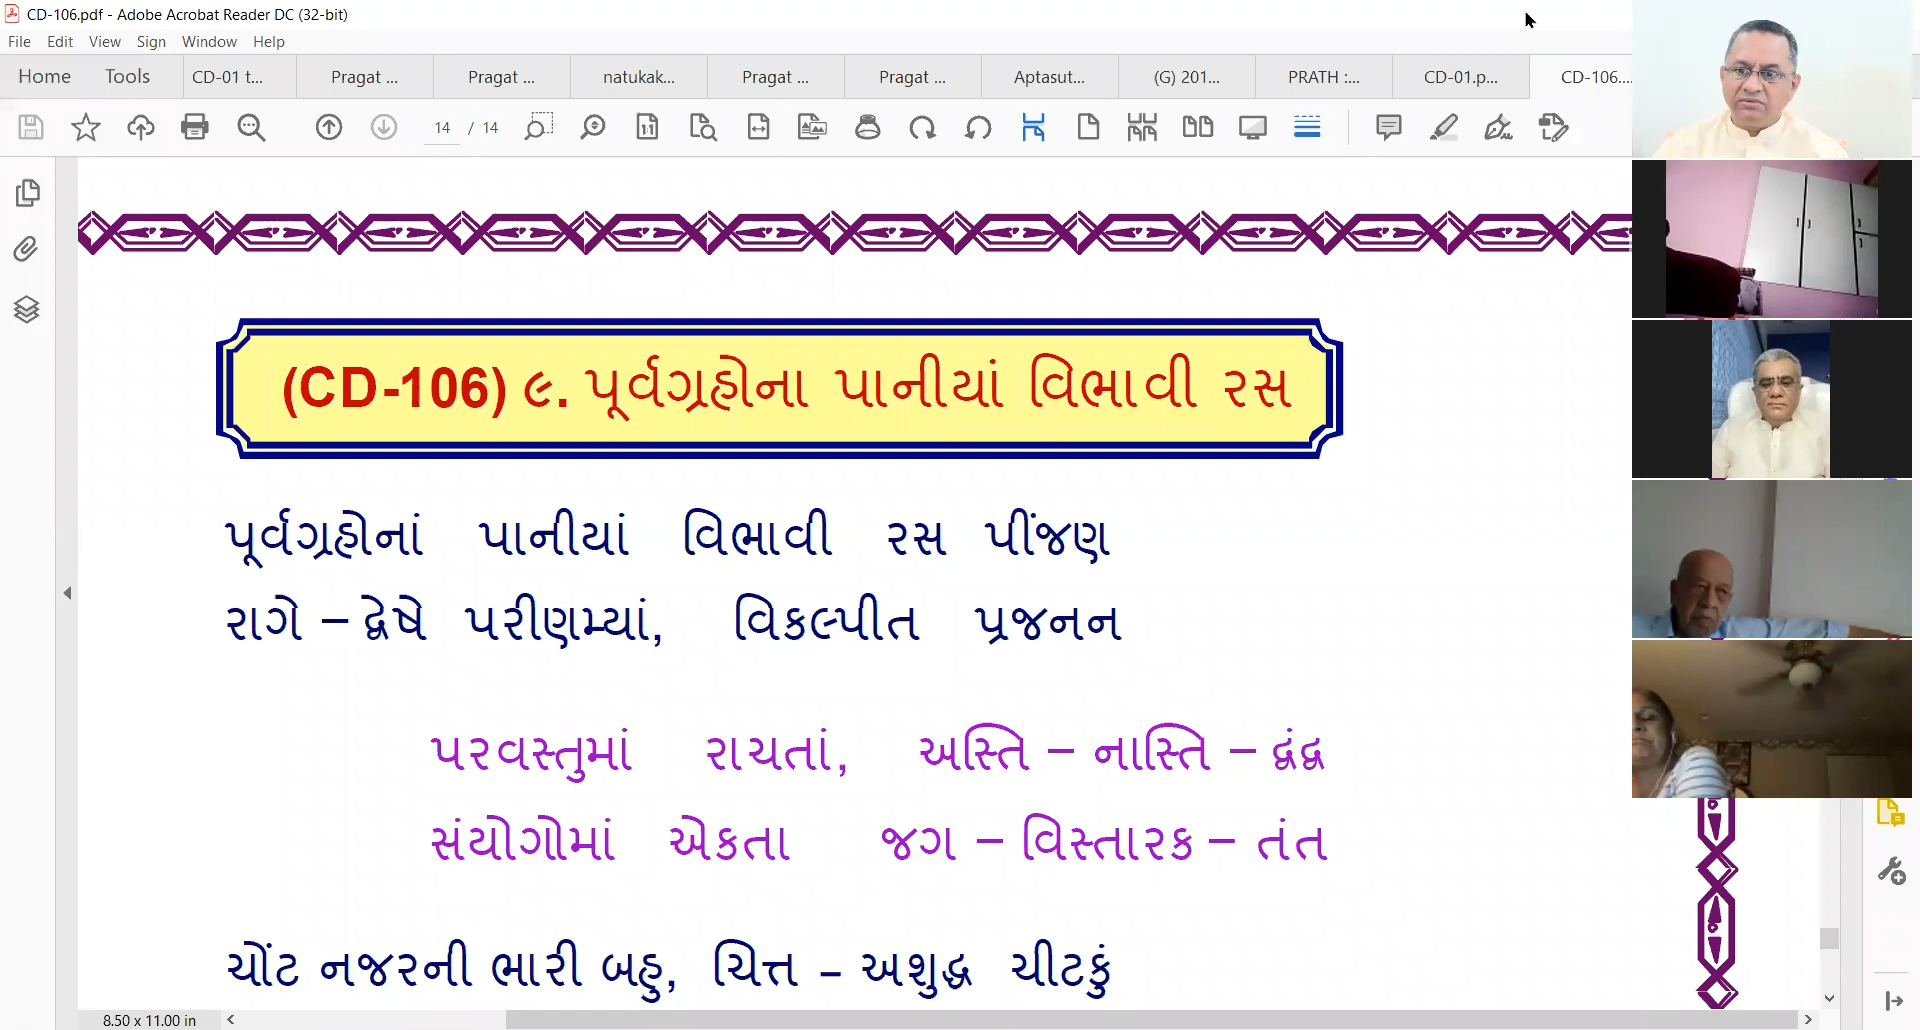 CD-106.pdf - Adobe Acrobat Reader DC (32-bit)
File Edit View Sign Window Help
Home Tools CD-01 t... Pragat ... Pragat ... natukak... Pragat ... Pragat ... Aptasut... (G) 201... PRATH :... CD-01.p... CD-106....
14 / 14
(CD-106) ૯. પૂર્વગ્રહોના પાનીયાં વિભાવી રસ
પૂર્વગ્રહોનાં પાનીયાં વિભાવી રસ પીંજણ
રાગે – દ્વેષે પરીણમ્યાં, વિકલ્પીત પ્રજનન
પરવસ્તુમાં રાચતાં, અસ્તિ – નાસ્તિ – દ્વંદ્વ
સંયોગોમાં એકતા જગ – વિસ્તારક – તંત
ચોંટ નજરની ભારી બહુ, ચિત્ત – અશુદ્ધ ચીટકું
8.50 x 11.00 in